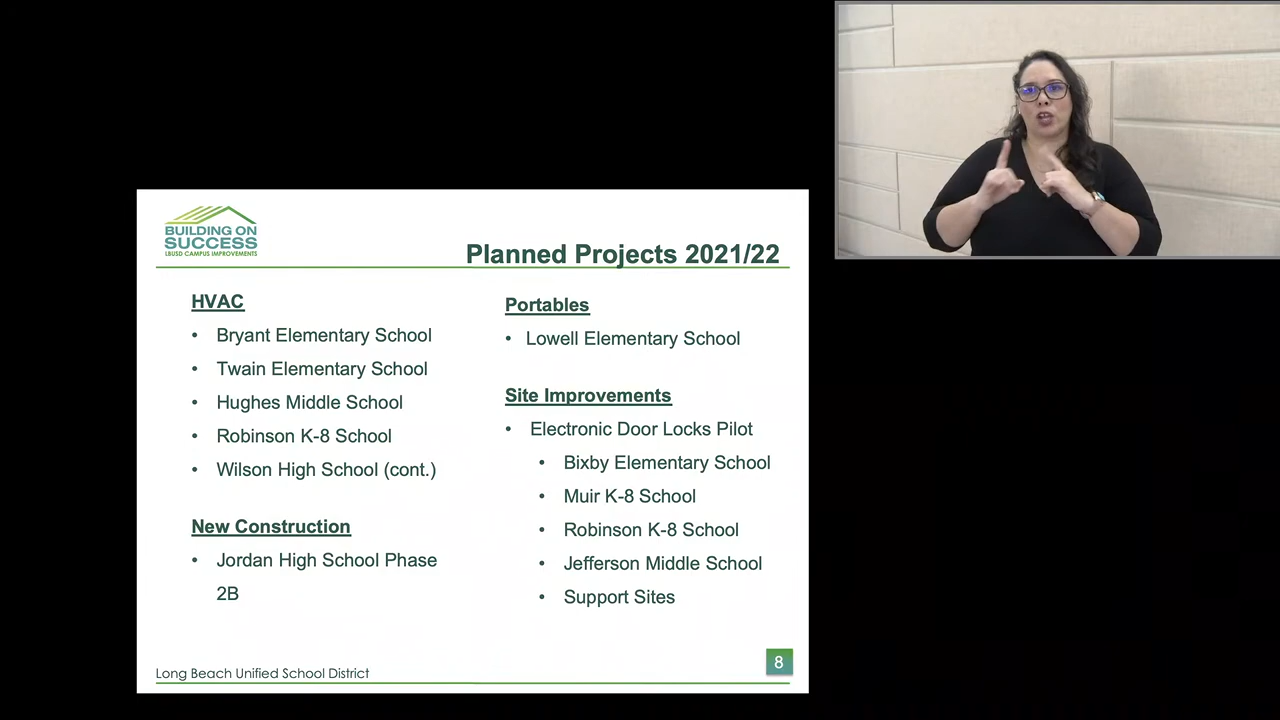 BUILDING ON
SUCCESS
LBUSD CAMPUS IMPROVEMENTS
Planned Projects 2021/22
HVAC
• Bryant Elementary School
• Twain Elementary School
• Hughes Middle School
• Robinson K-8 School
• Wilson High School (cont.)
New Construction
• Jordan High School Phase
2B
Portables
• Lowell Elementary School
Site Improvements
• Electronic Door Locks Pilot
• Bixby Elementary School
• Muir K-8 School
• Robinson K-8 School
• Jefferson Middle School
• Support Sites
Long Beach Unified School District
8